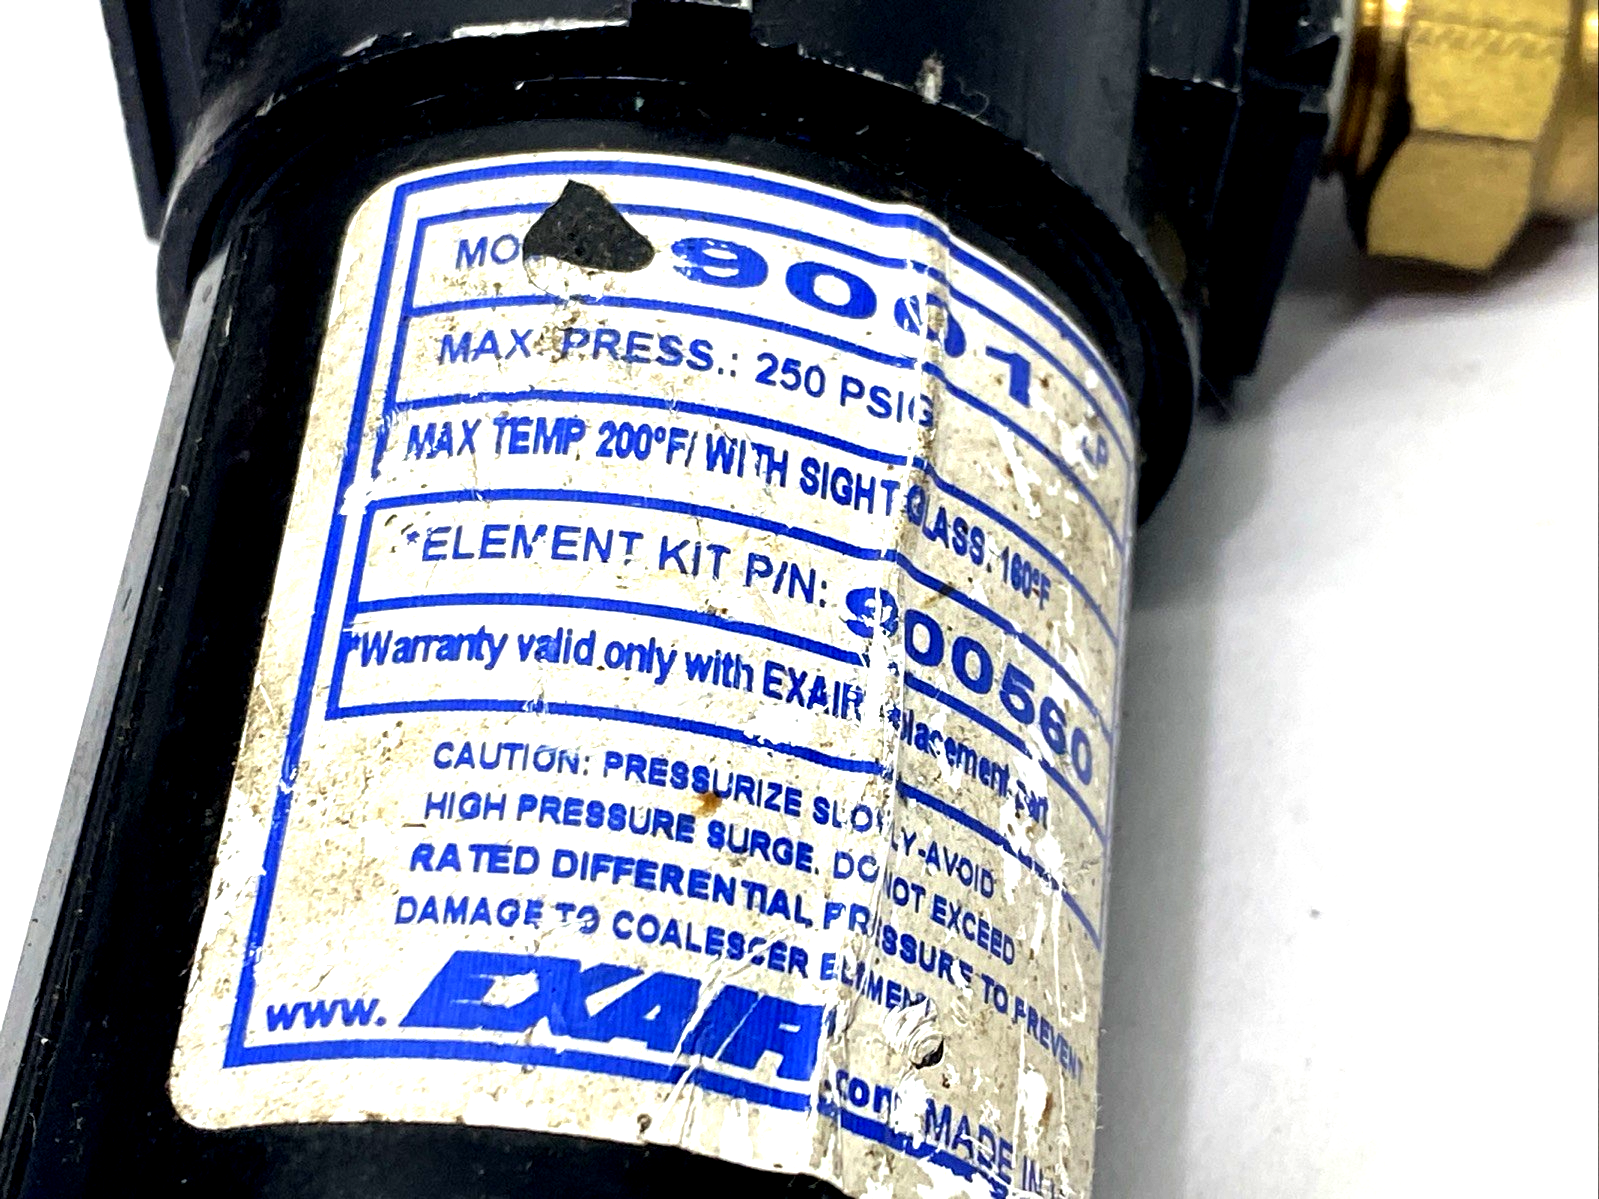 MO 9001
MAX. PRESS.: 250 PSIG
MAX TEMP 200°F/ WITH SIGHT GLASS: 160°F
*ELEMENT KIT P/N: 900560
*Warranty valid only with EXAIR replacement part
CAUTION: PRESSURIZE SLOWLY-AVOID
HIGH PRESSURE SURGE. DO NOT EXCEED
RATED DIFFERENTIAL PRESSURE TO PREVENT
DAMAGE TO COALESCER ELEMENT
www.EXAIR.com MADE IN